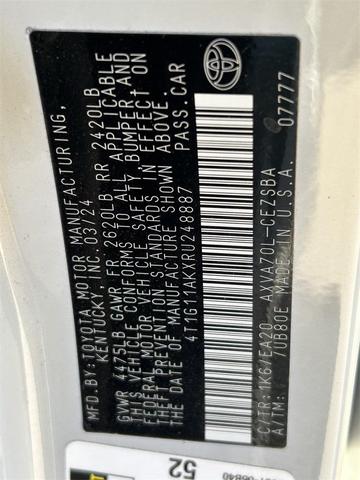 MFD.BY:TOYOTA MOTOR MANUFACTURING,
KENTUCKY, INC. 03/24
GVWR 4475LB GAWR FR 2620LB RR 2420LB
THIS VEHICLE CONFORMS TO ALL APPLICABLE
FEDERAL MOTOR VEHICLE SAFETY, BUMPER, AND
THEFT PREVENTION STANDARDS IN EFFECT ON
THE DATE OF MANUFACTURE SHOWN ABOVE.
4T1G11AKXRU248887 PASS.CAR
C/TR:1K6/EA20 AXVA70L-CEZSBA
A/TM: 70B80E MADE IN U.S.A. 07777
52